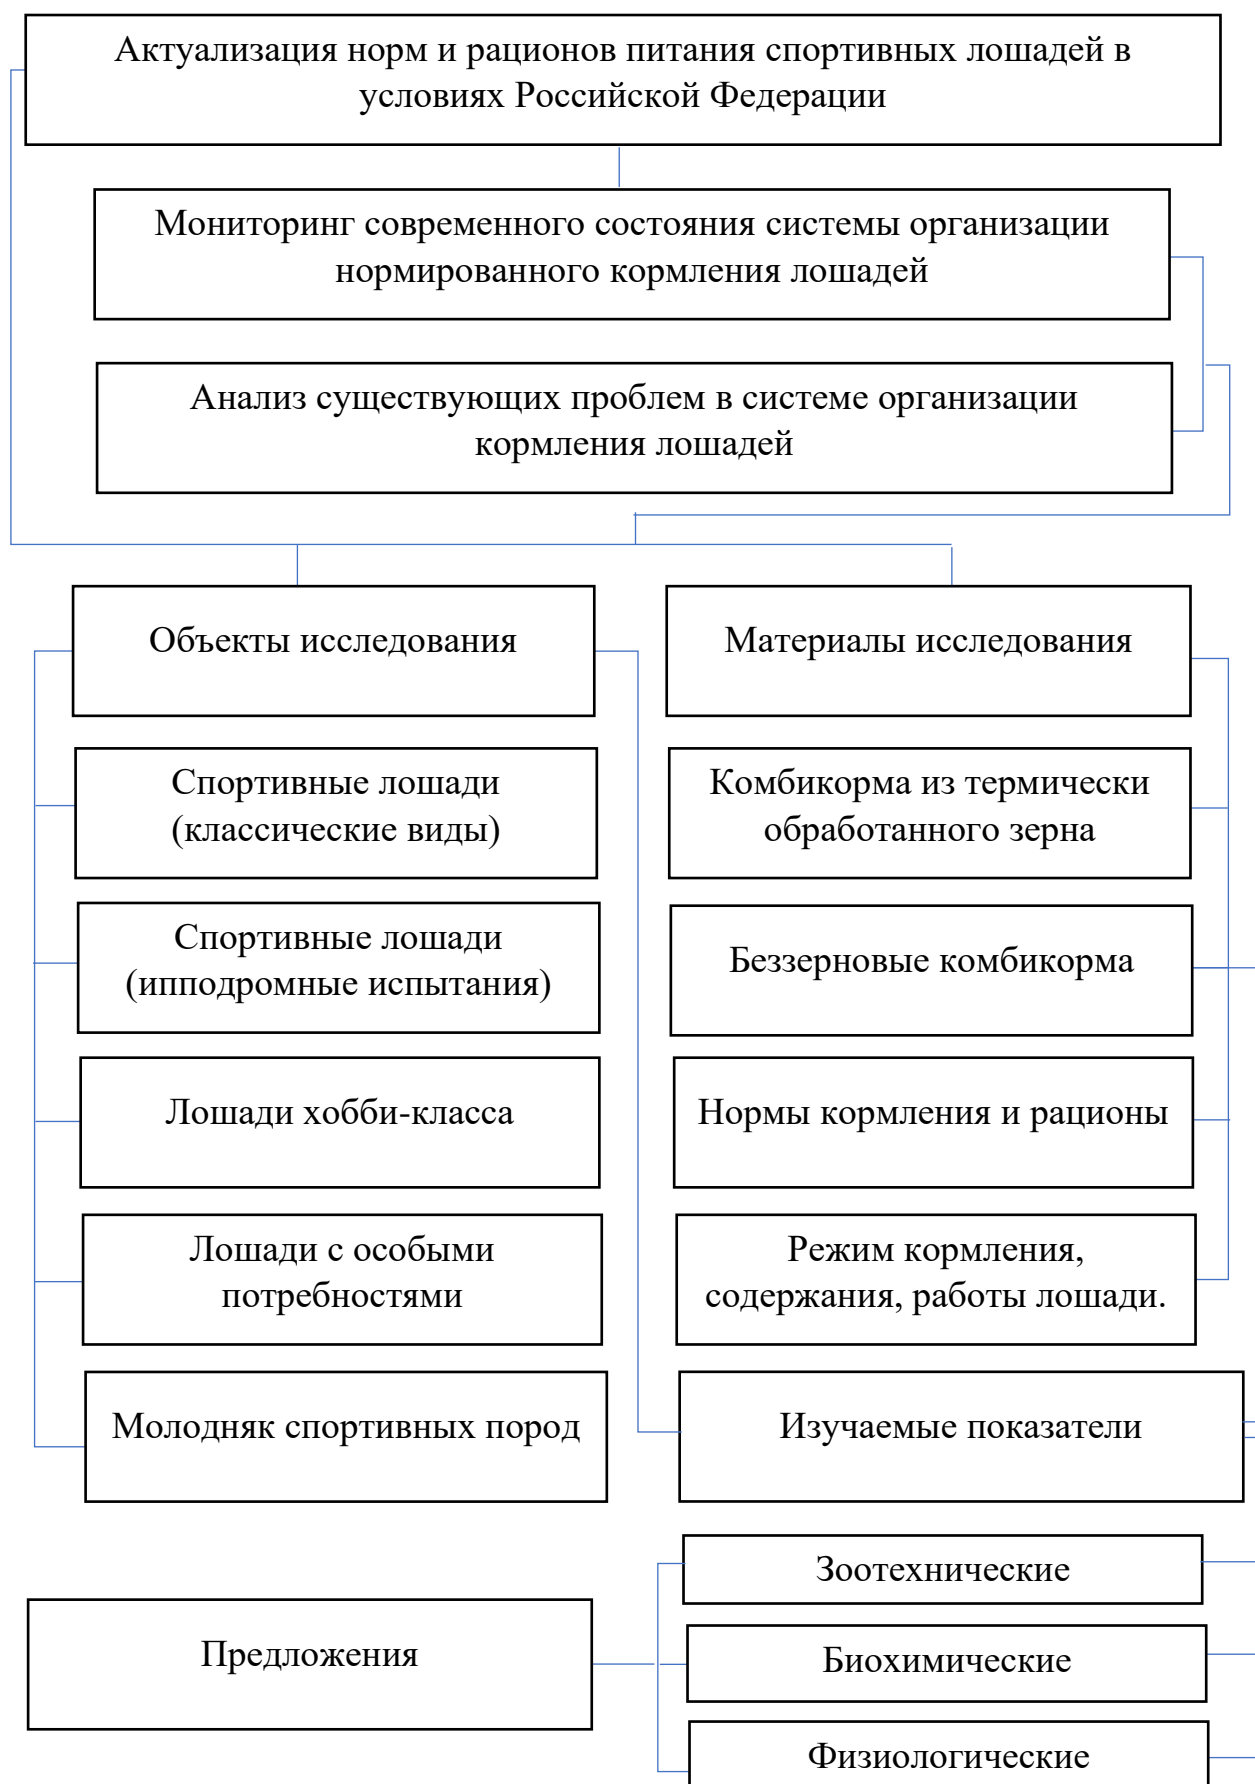 Актуализация норм и рационов питания спортивных лошадей в
условиях Российской Федерации
Мониторинг современного состояния системы организации
нормированного кормления лошадей
Анализ существующих проблем в системе организации
кормления лошадей
Объекты исследования
Материалы исследования
Спортивные лошади
(классические виды)
Комбикорма из термически
обработанного зерна
Спортивные лошади
(ипподромные испытания)
Беззерновые комбикорма
Лошади хобби-класса
Нормы кормления и рационы
Лошади с особыми
потребностями
Режим кормления,
содержания, работы лошади.
Молодняк спортивных пород
Изучаемые показатели
Предложения
Зоотехнические
Биохимические
Физиологические